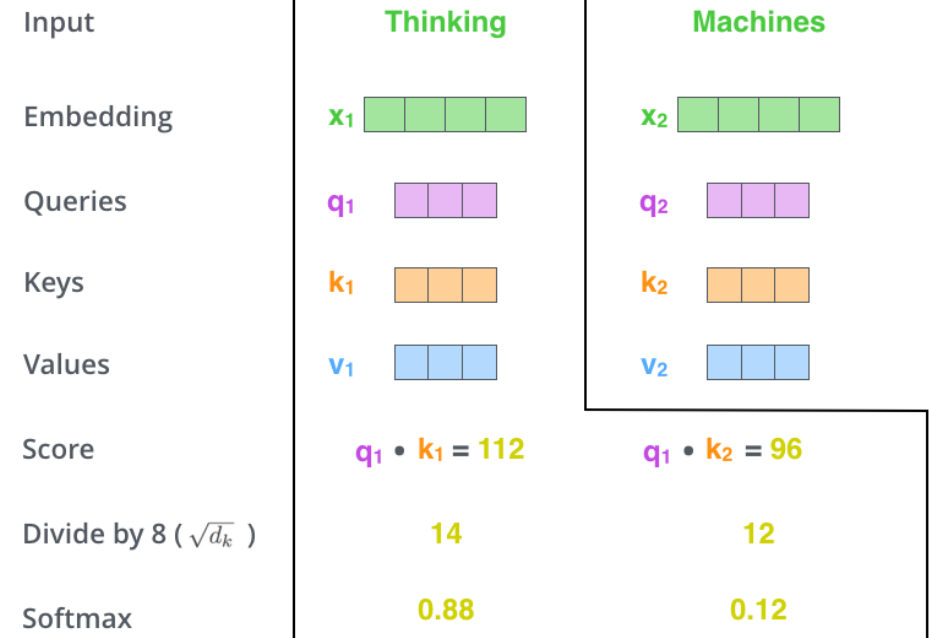 Input Thinking Machines
Embedding x₁ x₂
Queries q₁ q₂
Keys k₁ k₂
Values v₁ v₂
Score q₁ • k₁ = 112 q₁ • k₂ = 96
Divide by 8 ( √dₖ ) 14 12
Softmax 0.88 0.12